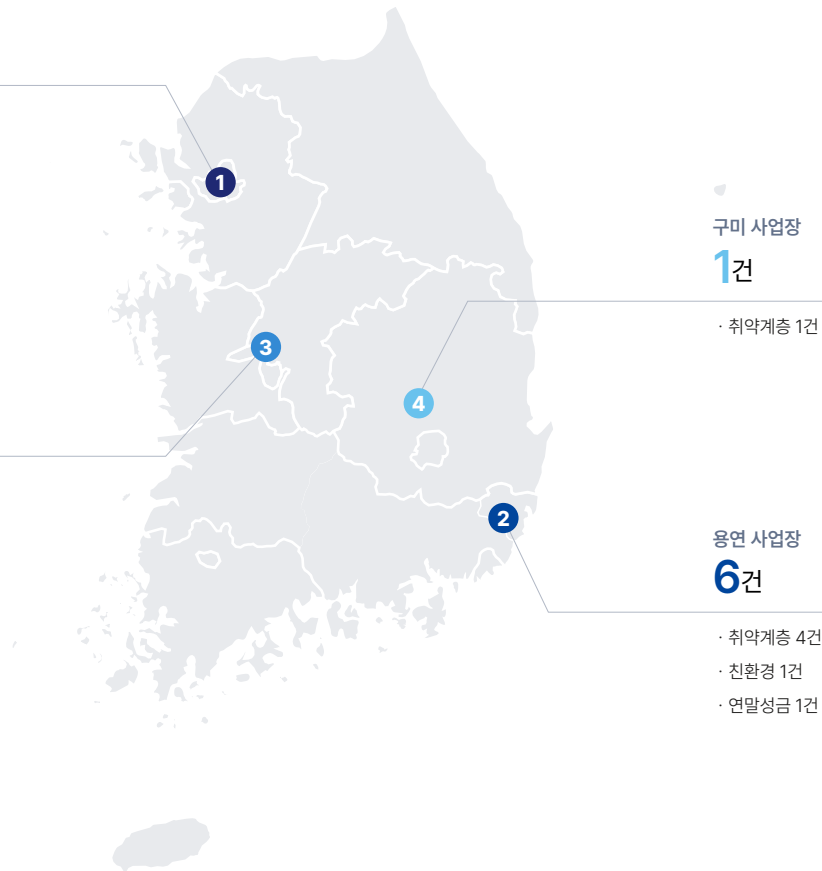 1
구미 사업장
1건
· 취약계층 1건
3
4
2
용연 사업장
6건
· 취약계층 4건
· 친환경 1건
· 연말성금 1건